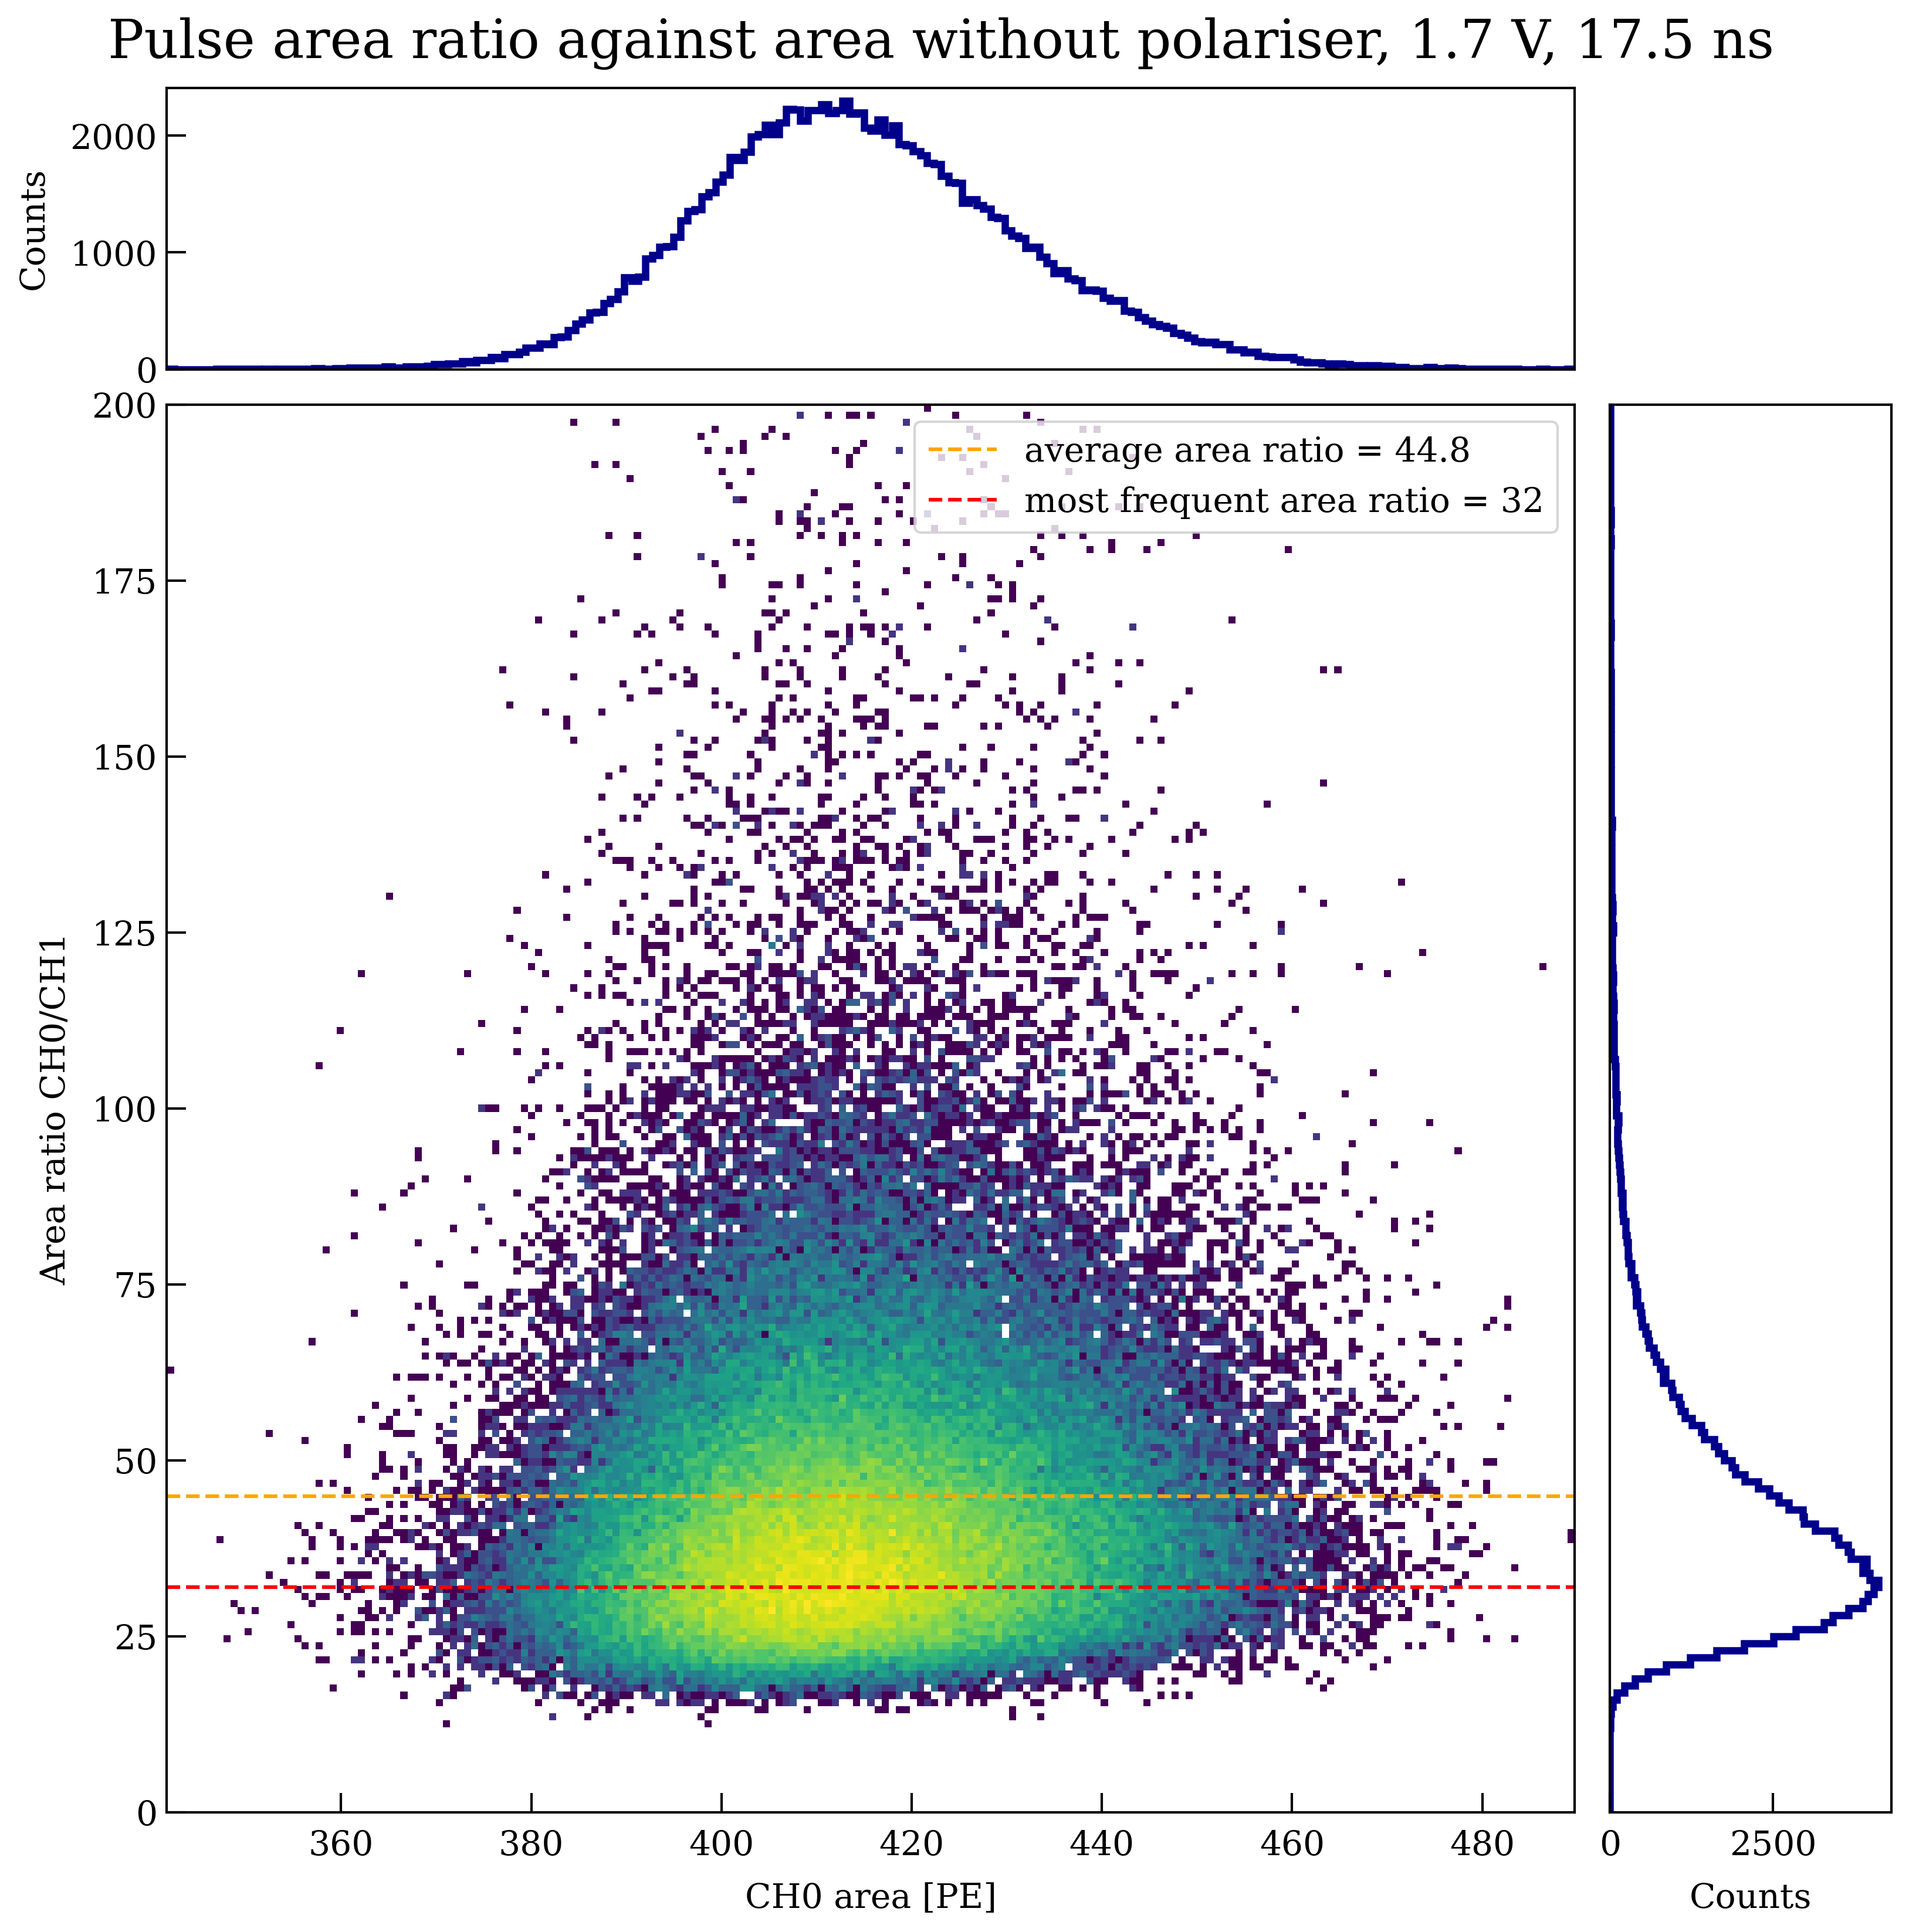 Pulse area ratio against area without polariser, 1.7 V, 17.5 ns
Counts
2000
1000
0
200
175
150
125
100
75
50
25
0
Area ratio CH0/CH1
average area ratio = 44.8
most frequent area ratio = 32
360 380 400 420 440 460 480
CH0 area [PE]
0 2500
Counts